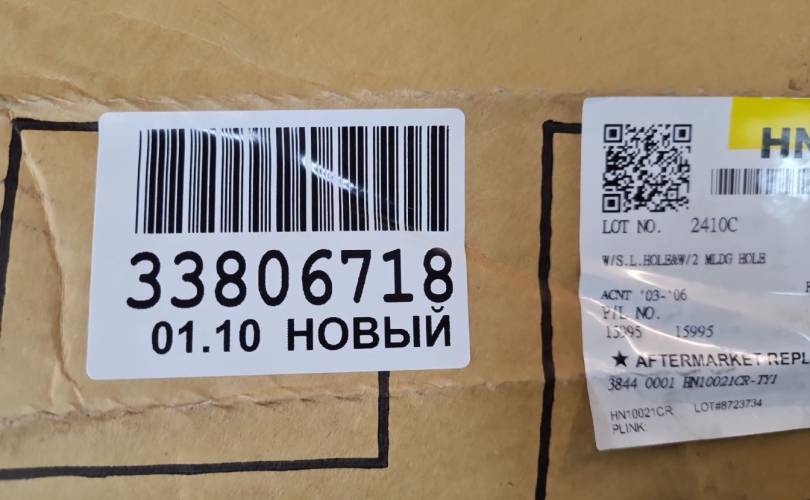 33806718
01.10 НОВЫЙ
HN
LOT NO. 2410C
W/S.L.HOLE&W/2 MLDG HOLE
ACNT '03-'06
P/L NO.
15995 15995
★ AFTERMARKET REPL
3844 0001 HN10021CR-TY1
HN10021CR LOT#8723734
PLINK: